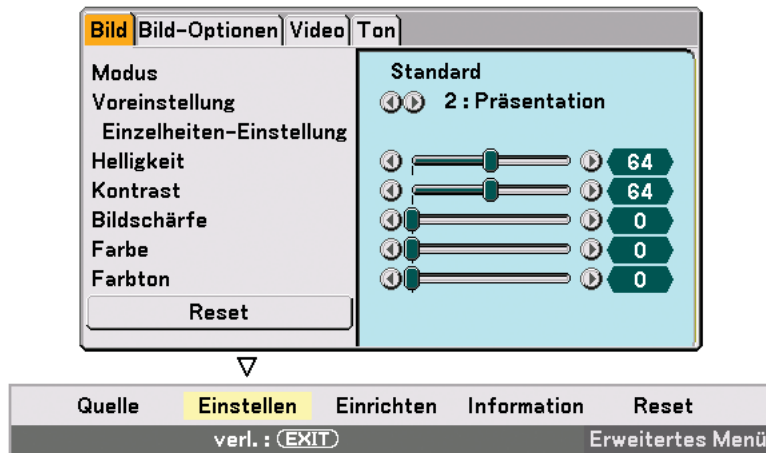 Bild Bild-Optionen Video Ton
Modus Standard
Voreinstellung 2 : Präsentation
Einzelheiten-Einstellung
Helligkeit 64
Kontrast 64
Bildschärfe 0
Farbe 0
Farbton 0
Reset
Quelle Einstellen Einrichten Information Reset
verl. : EXIT Erweitertes Menü